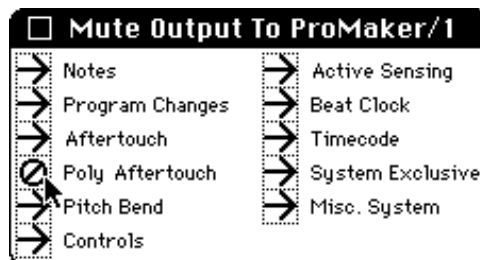 Mute Output To ProMaker/1
Notes
Program Changes
Aftertouch
Poly Aftertouch
Pitch Bend
Controls
Active Sensing
Beat Clock
Timecode
System Exclusive
Misc. System